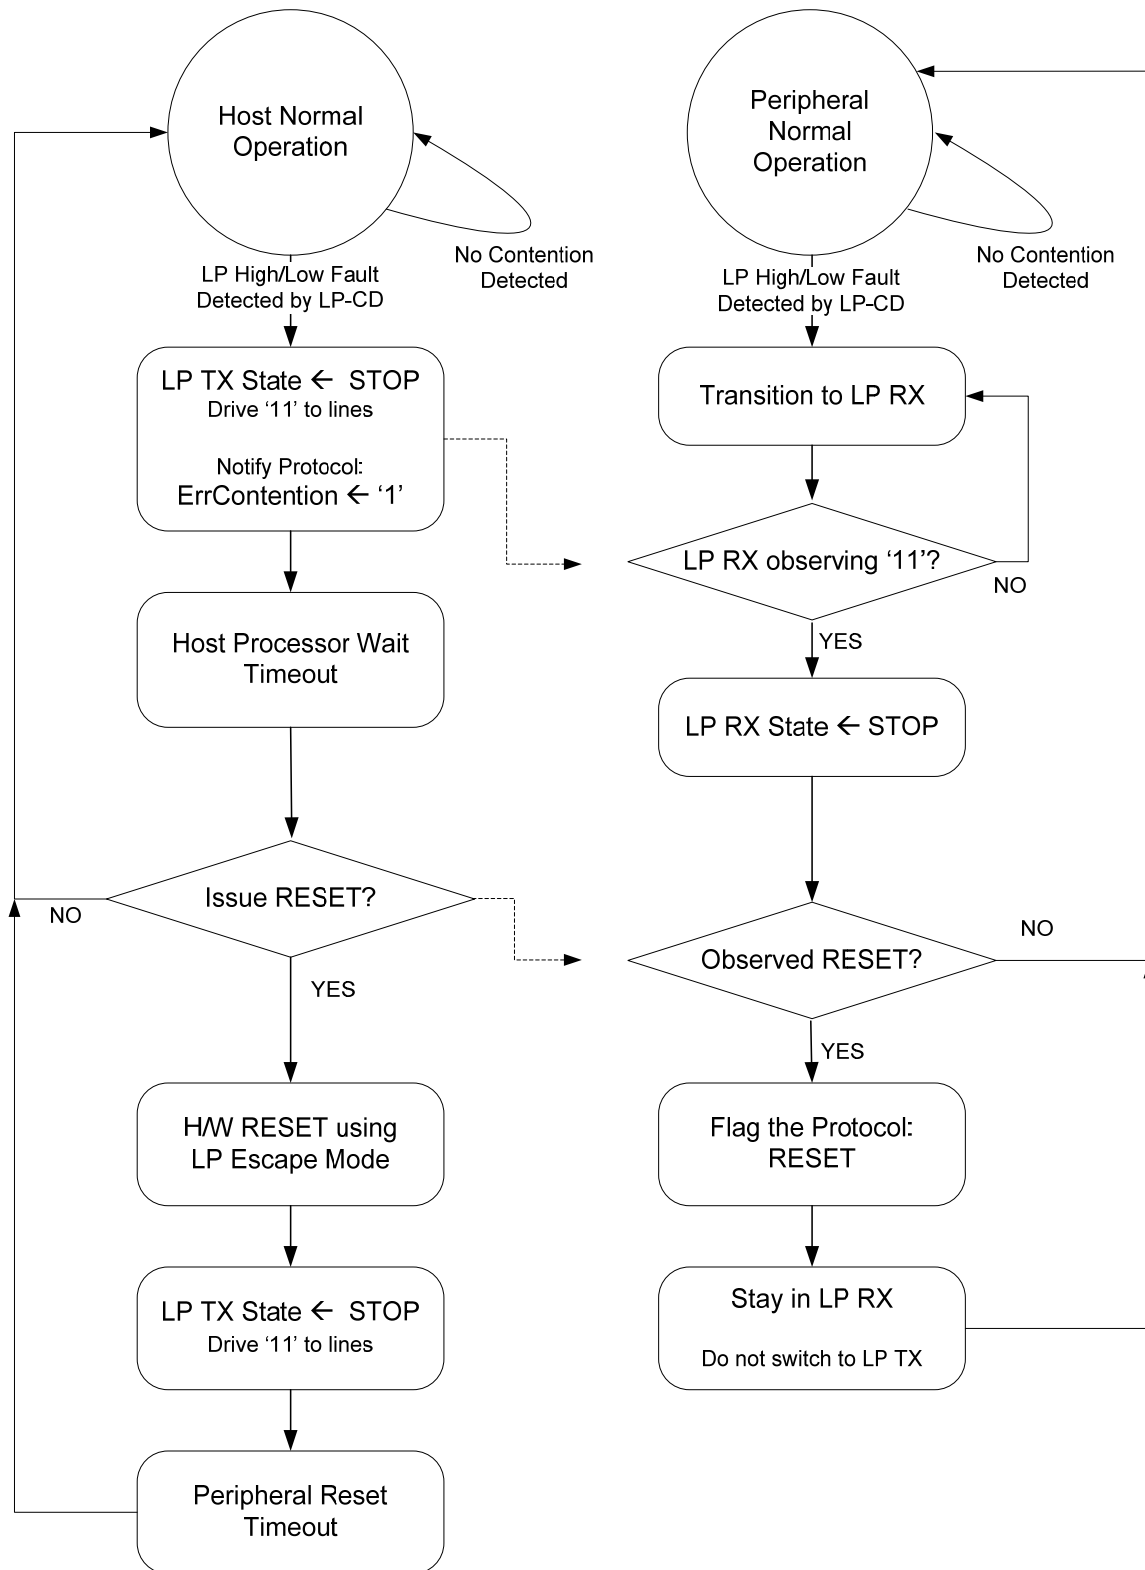 Host Normal
Operation
No Contention
Detected
LP High/Low Fault
Detected by LP-CD
LP TX State ← STOP
Drive ‘11’ to lines
Notify Protocol:
ErrContention ← ‘1’
Host Processor Wait
Timeout
Issue RESET?
NO
YES
H/W RESET using
LP Escape Mode
LP TX State ← STOP
Drive ‘11’ to lines
Peripheral Reset
Timeout
Peripheral
Normal
Operation
No Contention
Detected
LP High/Low Fault
Detected by LP-CD
Transition to LP RX
LP RX observing ‘11’?
NO
YES
LP RX State ← STOP
Observed RESET?
NO
YES
Flag the Protocol:
RESET
Stay in LP RX
Do not switch to LP TX